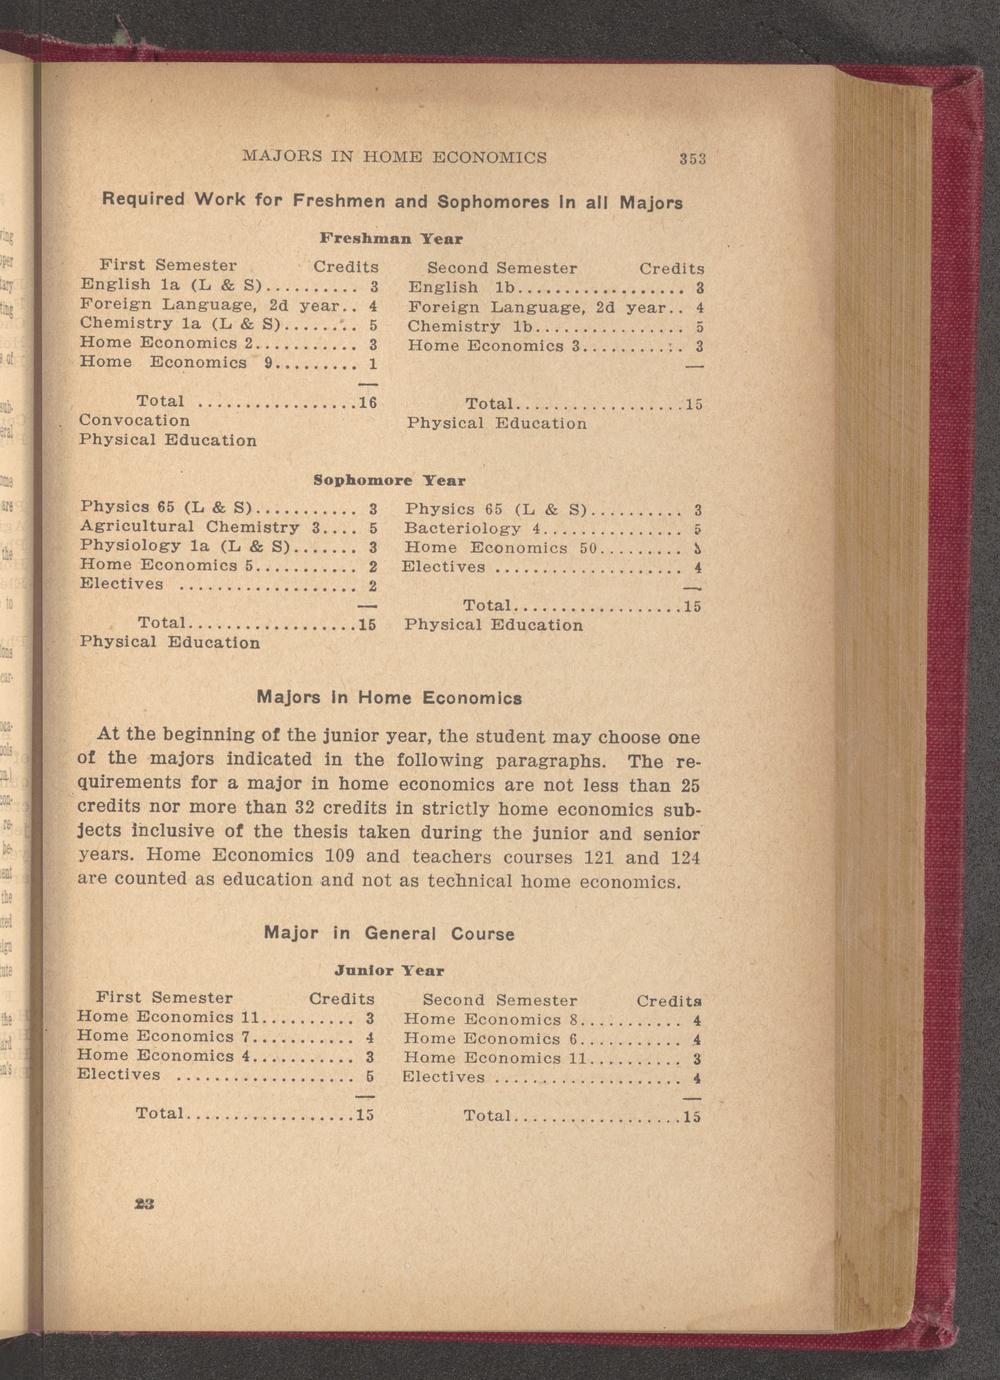 MAJORS IN HOME ECONOMICS 353
Required Work for Freshmen and Sophomores in all Majors
Freshman Year
First Semester Credits
English 1a (L & S).......... 3
Foreign Language, 2d year.. 4
Chemistry 1a (L & S)........ 5
Home Economics 2........... 3
Home Economics 9......... 1
Total .................16
Convocation
Physical Education
Second Semester Credits
English 1b.................. 3
Foreign Language, 2d year.. 4
Chemistry 1b................ 5
Home Economics 3........... 3
Total..................15
Physical Education
Sophomore Year
Physics 65 (L & S)........... 3
Agricultural Chemistry 3.... 5
Physiology 1a (L & S)....... 3
Home Economics 5........... 2
Electives ................... 2
Total..................15
Physical Education
Physics 65 (L & S).......... 3
Bacteriology 4............... 5
Home Economics 50.........
Electives .................... 4
Total..................15
Physical Education
Majors in Home Economics
At the beginning of the junior year, the student may choose one
of the majors indicated in the following paragraphs. The re-
quirements for a major in home economics are not less than 25
credits nor more than 32 credits in strictly home economics sub-
jects inclusive of the thesis taken during the junior and senior
years. Home Economics 109 and teachers courses 121 and 124
are counted as education and not as technical home economics.
Major in General Course
Junior Year
First Semester Credits
Home Economics 11.......... 3
Home Economics 7........... 4
Home Economics 4........... 3
Electives ................... 5
Total..................15
Second Semester Credits
Home Economics 8........... 4
Home Economics 6........... 4
Home Economics 11.......... 3
Electives .................... 4
Total..................15
23